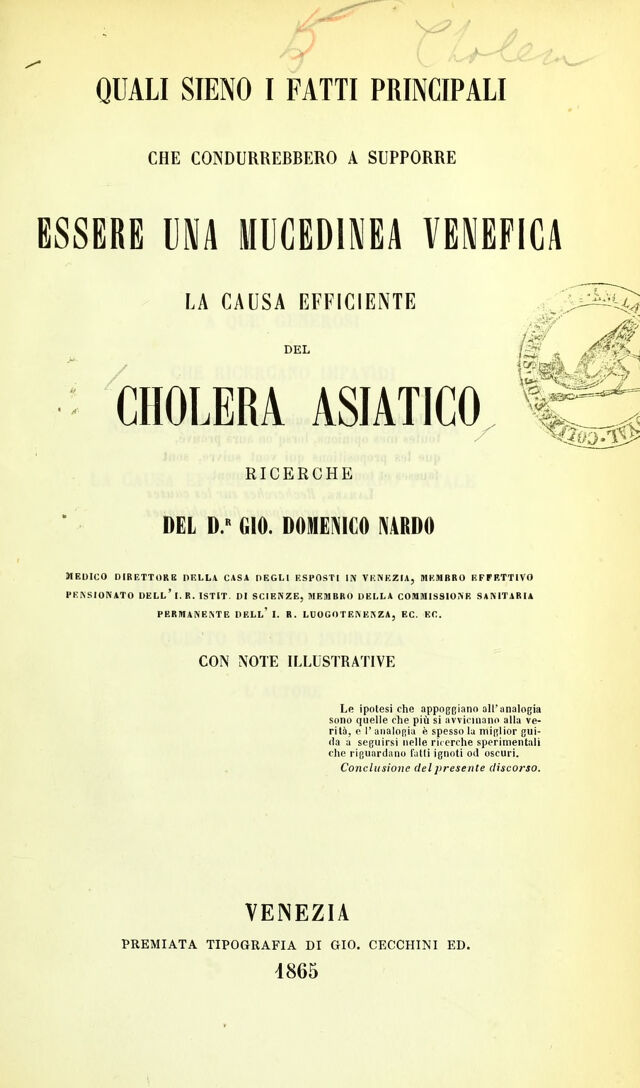 Cholera
QUALI SIENO I FATTI PRINCIPALI
CHE CONDURREBBERO A SUPPORRE
ESSERE UNA MUCEDINEA VENEFICA
LA CAUSA EFFICIENTE
DEL
CHOLERA ASIATICO
RICERCHE
DEL D.R GIO. DOMENICO NARDO
MEDICO DIRETTORE DELLA CASA DEGLI ESPOSTI IN VENEZIA, MEMBRO EFFETTIVO
PENSIONATO DELL' I. R. ISTIT. DI SCIENZE, MEMBRO DELLA COMMISSIONE SANITARIA
PERMANENTE DELL' I. R. LUOGOTENENZA, EC. EC.
CON NOTE ILLUSTRATIVE
Le ipotesi che appoggiano all'analogia
sono quelle che più si avvicinano alla ve-
rità, e l'analogia è spesso la miglior gui-
da a seguirsi nelle ricerche sperimentali
che riguardano fatti ignoti od oscuri.
Conclusione del presente discorso.
VENEZIA
PREMIATA TIPOGRAFIA DI GIO. CECCHINI ED.
1865